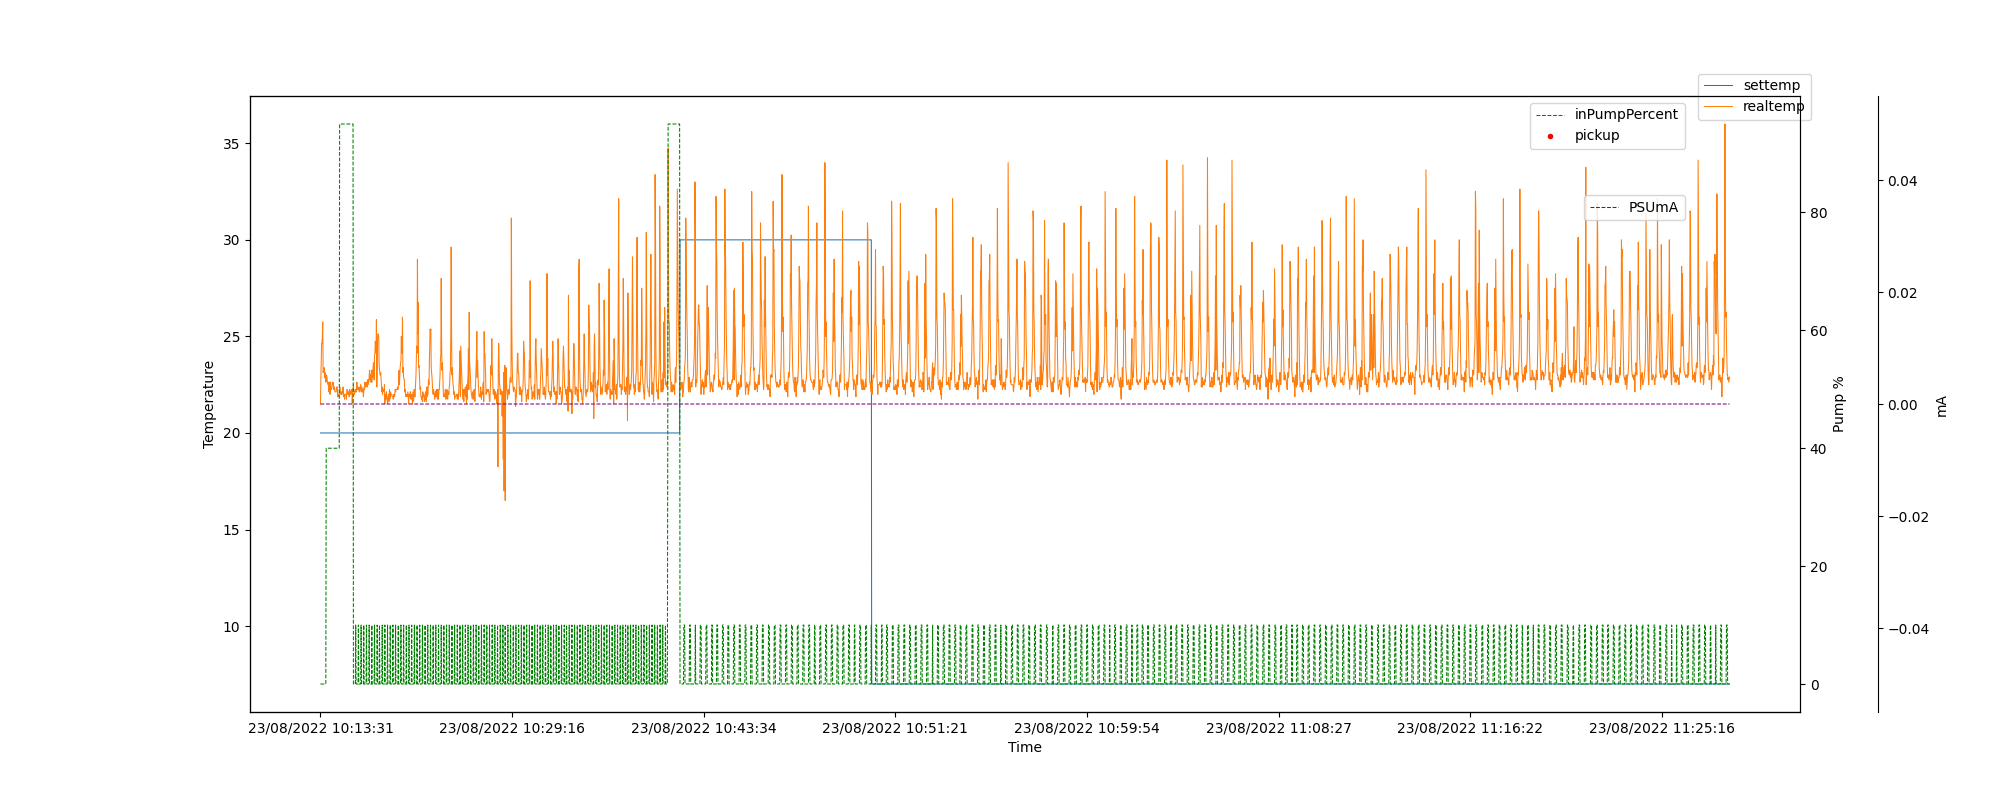 settemp
realtemp
inPumpPercent
pickup
PSUmA
35
30
25
20
15
10
Temperature
80
60
40
20
0
Pump %
0.04
0.02
0.00
−0.02
−0.04
mA
23/08/2022 10:13:31
23/08/2022 10:29:16
23/08/2022 10:43:34
23/08/2022 10:51:21
23/08/2022 10:59:54
23/08/2022 11:08:27
23/08/2022 11:16:22
23/08/2022 11:25:16
Time